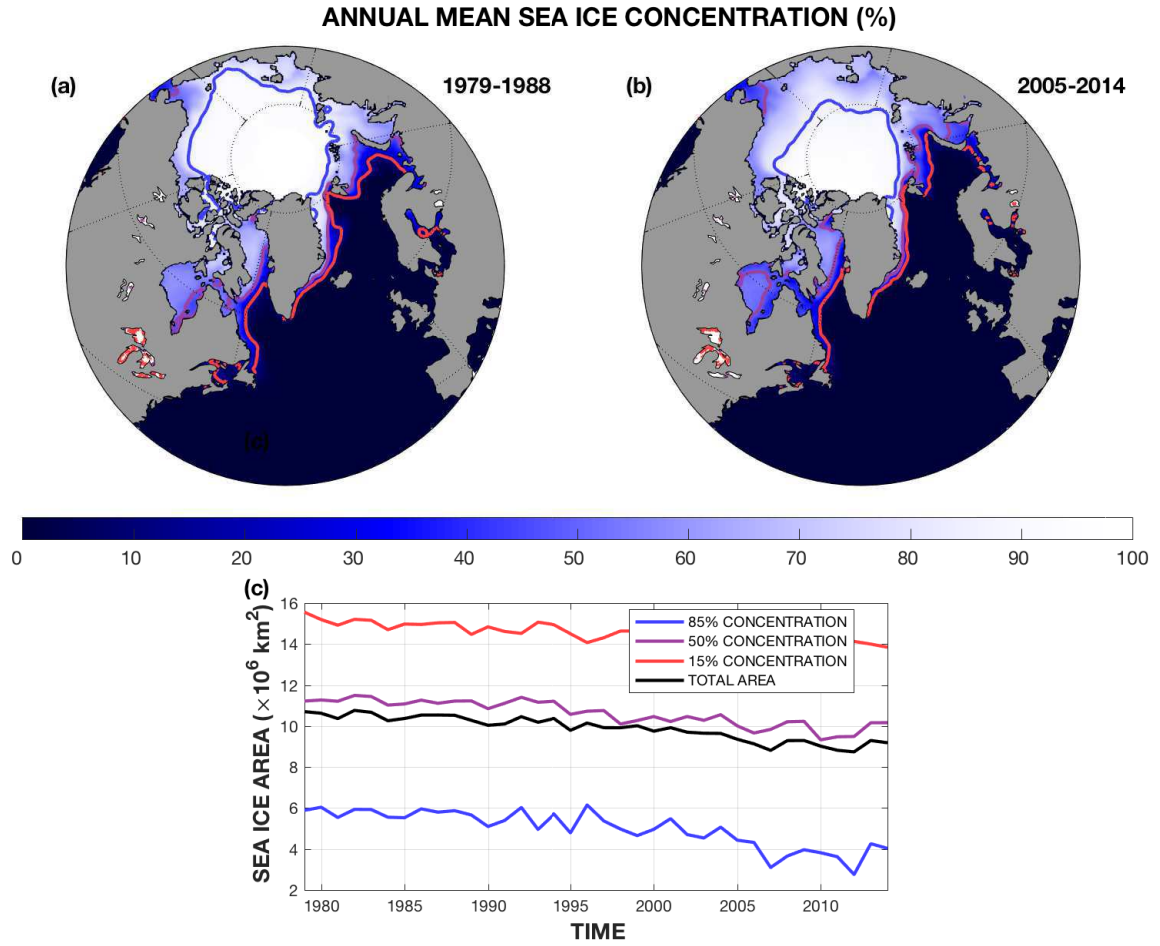 ANNUAL MEAN SEA ICE CONCENTRATION (%)
(a)
1979-1988
(b)
2005-2014
(c)
0 10 20 30 40 50 60 70 80 90 100
(c)
SEA ICE AREA (×10⁶ km²)
16
14
12
10
8
6
4
2
85% CONCENTRATION
50% CONCENTRATION
15% CONCENTRATION
TOTAL AREA
1980 1985 1990 1995 2000 2005 2010
TIME